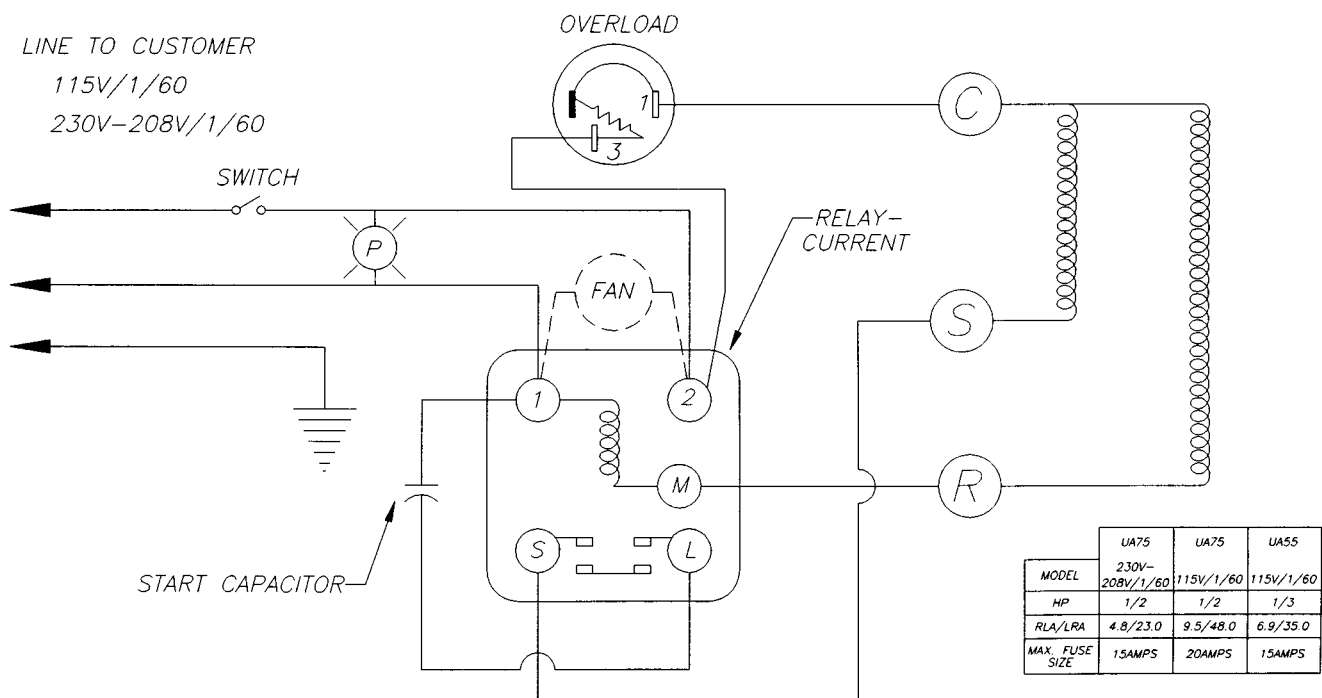 OVERLOAD
LINE TO CUSTOMER
115V/1/60
230V-208V/1/60
1
3
C
SWITCH
P
FAN
RELAY-
CURRENT
S
1
2
M
R
S
L
START CAPACITOR
UA75 UA75 UA55
MODEL 230V-
208V/1/60 115V/1/60 115V/1/60
HP 1/2 1/2 1/3
RLA/LRA 4.8/23.0 9.5/48.0 6.9/35.0
MAX. FUSE
SIZE 15AMPS 20AMPS 15AMPS